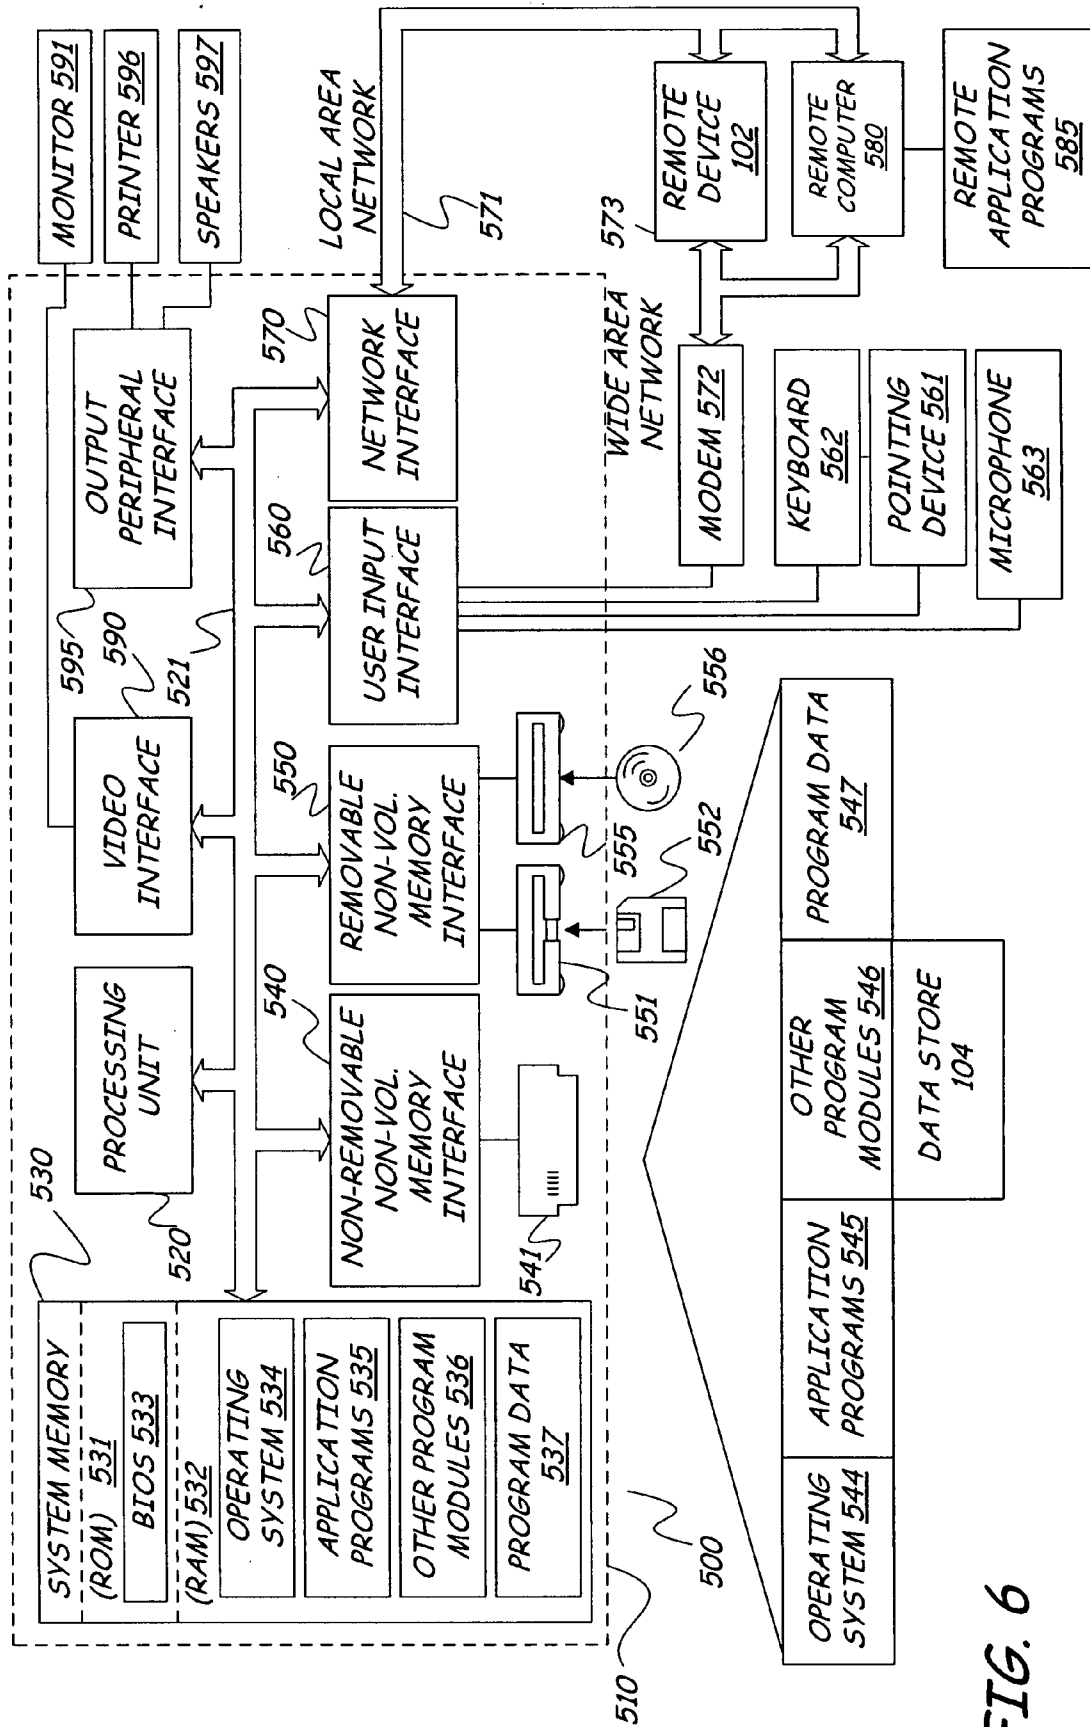 SYSTEM MEMORY
(ROM) 531
BIOS 533
(RAM) 532
OPERATING
SYSTEM 534
APPLICATION
PROGRAMS 535
OTHER PROGRAM
MODULES 536
PROGRAM DATA
537
530
PROCESSING
UNIT
520
VIDEO
INTERFACE
590
521
OUTPUT
PERIPHERAL
INTERFACE
595
MONITOR 591
PRINTER 596
SPEAKERS 597
NON-REMOVABLE
NON-VOL.
MEMORY
INTERFACE
540
REMOVABLE
NON-VOL.
MEMORY
INTERFACE
550
USER INPUT
INTERFACE
560
NETWORK
INTERFACE
570
LOCAL AREA
NETWORK
571
541
551
552
555
556
WIDE AREA
NETWORK
573
MODEM 572
KEYBOARD
562
POINTING
DEVICE 561
MICROPHONE
563
REMOTE
DEVICE
102
REMOTE
COMPUTER
580
REMOTE
APPLICATION
PROGRAMS
585
510
500
OPERATING
SYSTEM 544
APPLICATION
PROGRAMS 545
OTHER
PROGRAM
MODULES 546
PROGRAM DATA
547
DATA STORE
104
FIG. 6